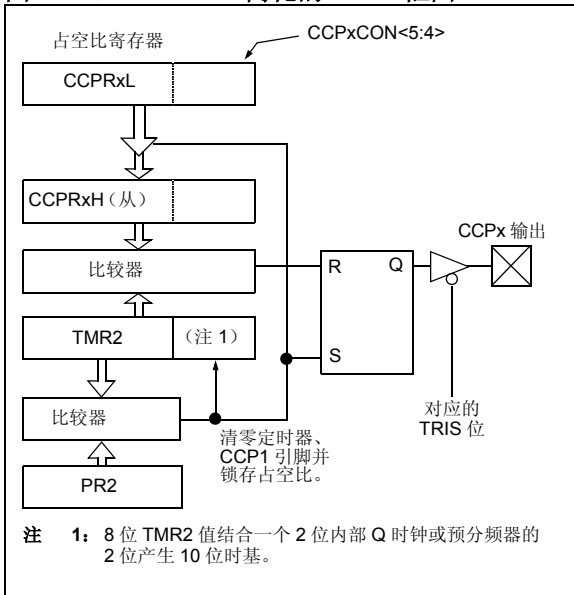 占空比寄存器
CCPxCON<5:4>
CCPRxL
CCPRxH（从）
比较器
TMR2
（注 1）
比较器
PR2
清零定时器、
CCP1 引脚并
锁存占空比。
R
Q
S
CCPx 输出
对应的
TRIS 位
注 1： 8 位 TMR2 值结合一个 2 位内部 Q 时钟或预分频器的
2 位产生 10 位时基。